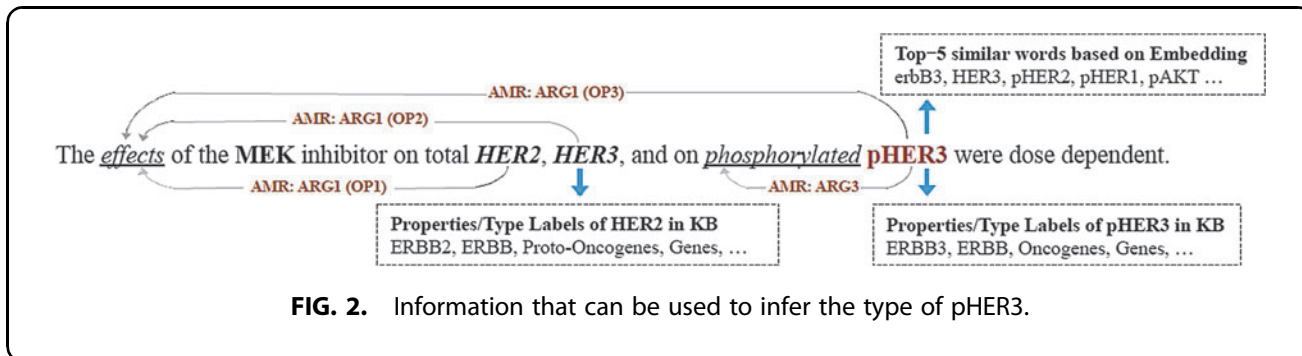 Top−5 similar words based on Embedding
erbB3, HER3, pHER2, pHER1, pAKT ...
AMR: ARG1 (OP3)
AMR: ARG1 (OP2)
The effects of the MEK inhibitor on total HER2, HER3, and on phosphorylated pHER3 were dose dependent.
AMR: ARG1 (OP1)
AMR: ARG3
Properties/Type Labels of HER2 in KB
ERBB2, ERBB, Proto-Oncogenes, Genes, ...
Properties/Type Labels of pHER3 in KB
ERBB3, ERBB, Oncogenes, Genes, ...
FIG. 2. Information that can be used to infer the type of pHER3.